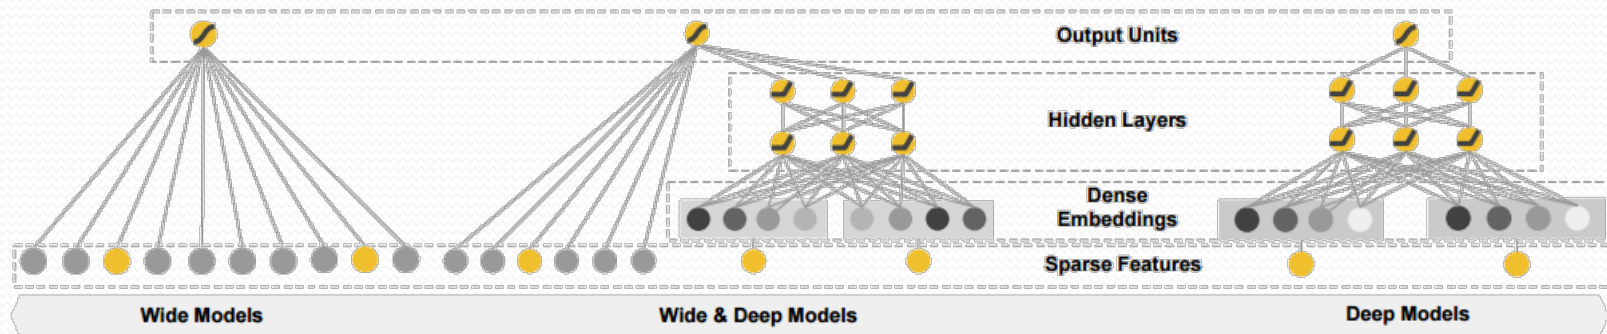 Output Units
Hidden Layers
Dense
Embeddings
Sparse Features
Wide Models
Wide & Deep Models
Deep Models